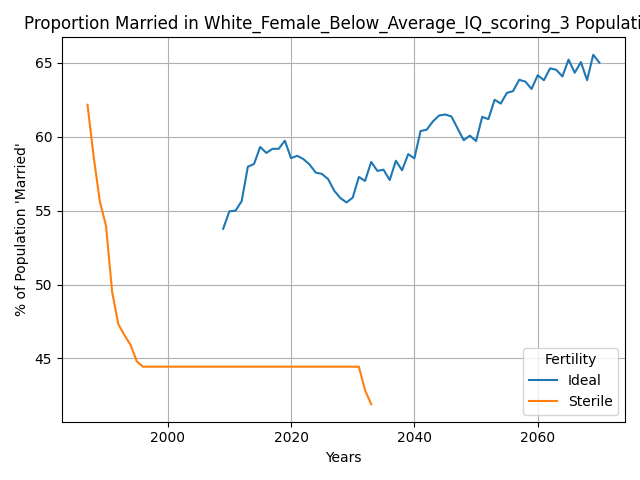 Proportion Married in White_Female_Below_Average_IQ_scoring_3 Populati
% of Population 'Married'
65
60
55
50
45
2000
2020
2040
2060
Years
Fertility
Ideal
Sterile